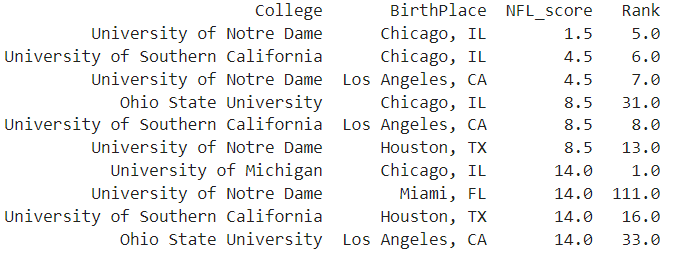 College BirthPlace NFL_score Rank
University of Notre Dame Chicago, IL 1.5 5.0
University of Southern California Chicago, IL 4.5 6.0
University of Notre Dame Los Angeles, CA 4.5 7.0
Ohio State University Chicago, IL 8.5 31.0
University of Southern California Los Angeles, CA 8.5 8.0
University of Notre Dame Houston, TX 8.5 13.0
University of Michigan Chicago, IL 14.0 1.0
University of Notre Dame Miami, FL 14.0 111.0
University of Southern California Houston, TX 14.0 16.0
Ohio State University Los Angeles, CA 14.0 33.0